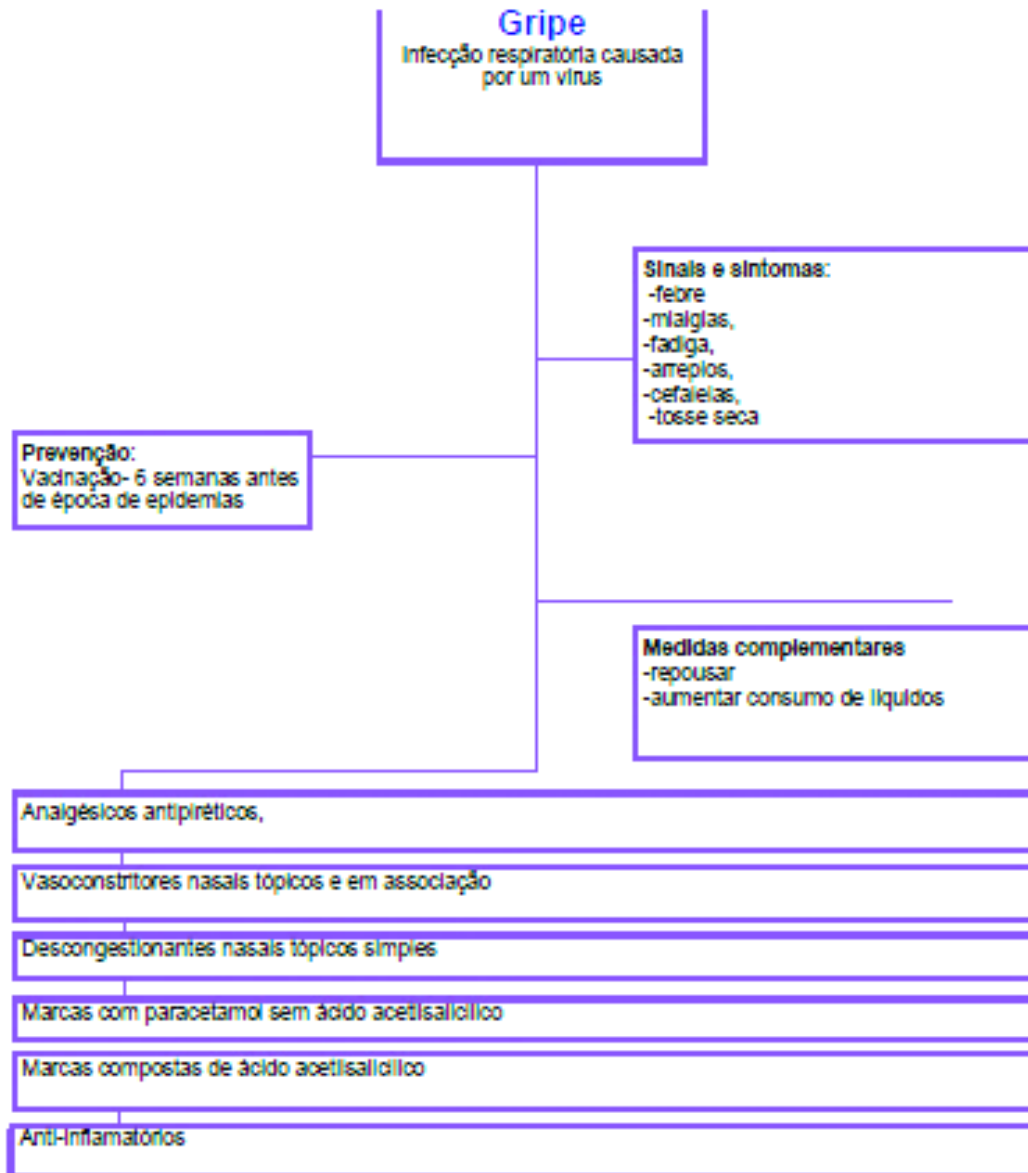 Gripe
Infecção respiratória causada
por um vírus
Sinais e sintomas:
-febre
-mialgias,
-fadiga,
-arrepios,
-cefaleias,
-tosse seca
Prevenção:
Vacinação- 6 semanas antes
de época de epidemias
Medidas complementares
-repousar
-aumentar consumo de líquidos
Analgésicos antipiréticos,
Vasoconstritores nasais tópicos e em associação
Descongestionantes nasais tópicos simples
Marcas com paracetamol sem ácido acetilsalicílico
Marcas compostas de ácido acetilsalicílico
Anti-inflamatórios